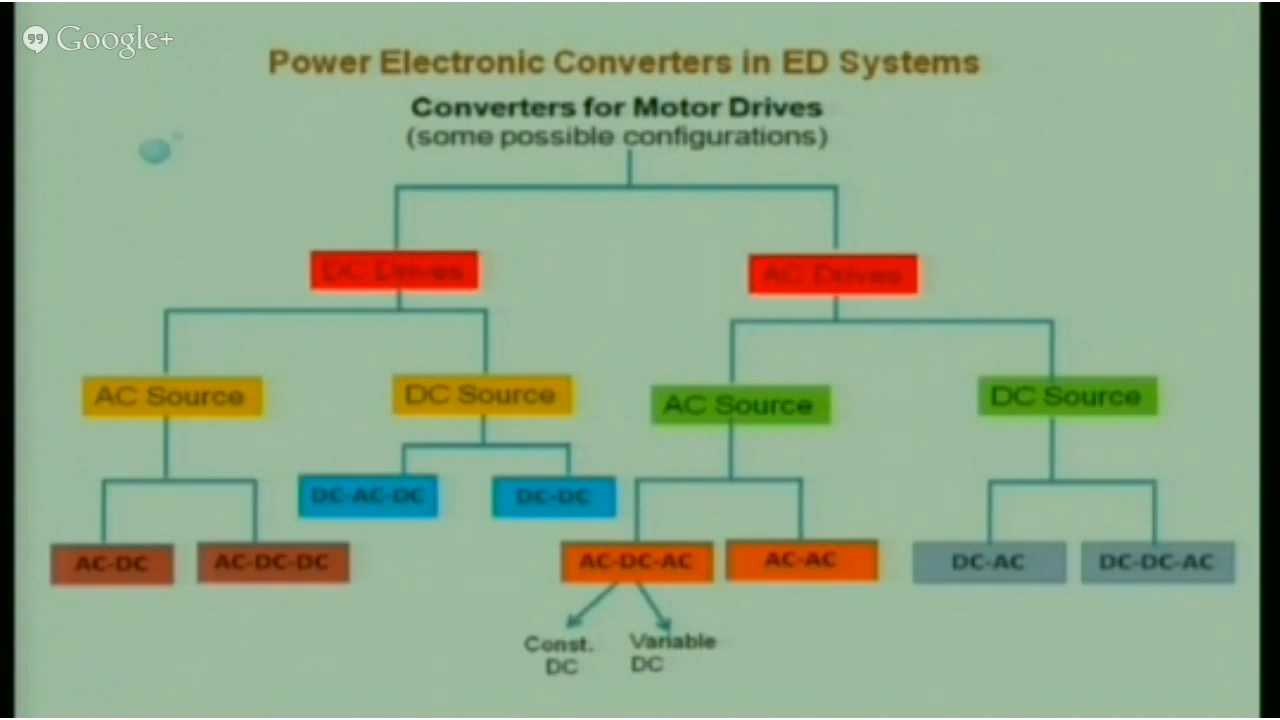 Google+
Power Electronic Converters in ED Systems
Converters for Motor Drives
(some possible configurations)
DC Drives
AC Drives
AC Source
DC Source
AC Source
DC Source
DC-AC-DC
DC-DC
AC-DC
AC-DC-DC
AC-DC-AC
AC-AC
DC-AC
DC-DC-AC
Const.
DC
Variable
DC